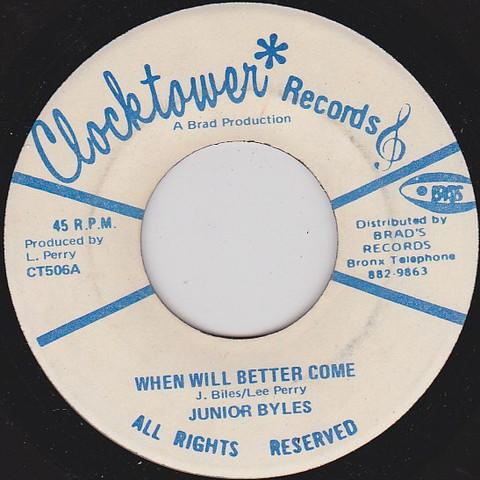 Clocktower* Records
A Brad Production
45 R.P.M.
Produced by
L. Perry
CT506A
Distributed by
BRAD'S
RECORDS
Bronx Telephone
882-9863
WHEN WILL BETTER COME
J. Biles/Lee Perry
JUNIOR BYLES
ALL RIGHTS RESERVED